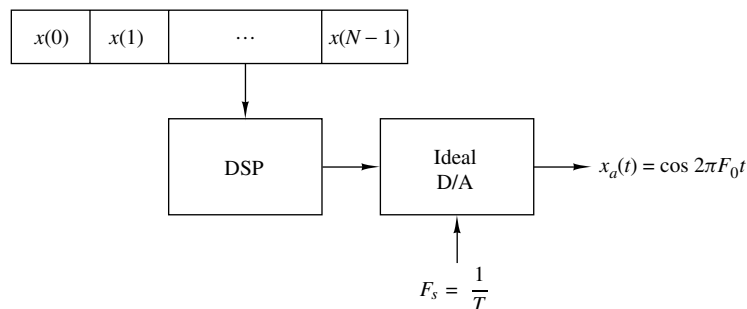 x(0) x(1) ⋯ x(N − 1)
DSP
Ideal
D/A
x_a(t) = cos 2πF_0t
F_s = 1/T